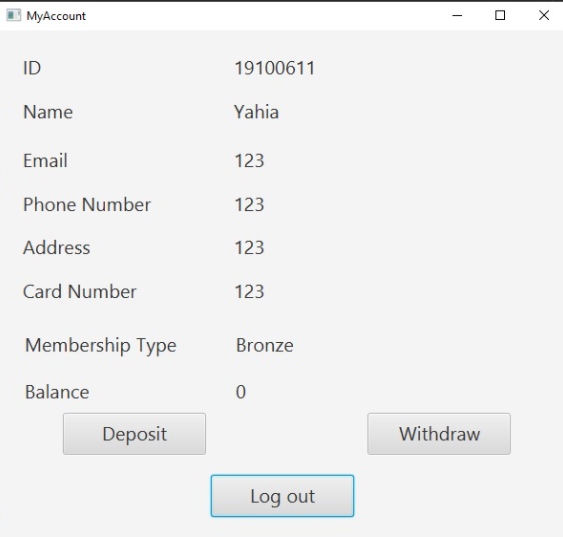 MyAccount
ID 19100611
Name Yahia
Email 123
Phone Number 123
Address 123
Card Number 123
Membership Type Bronze
Balance 0
Deposit Withdraw
Log out